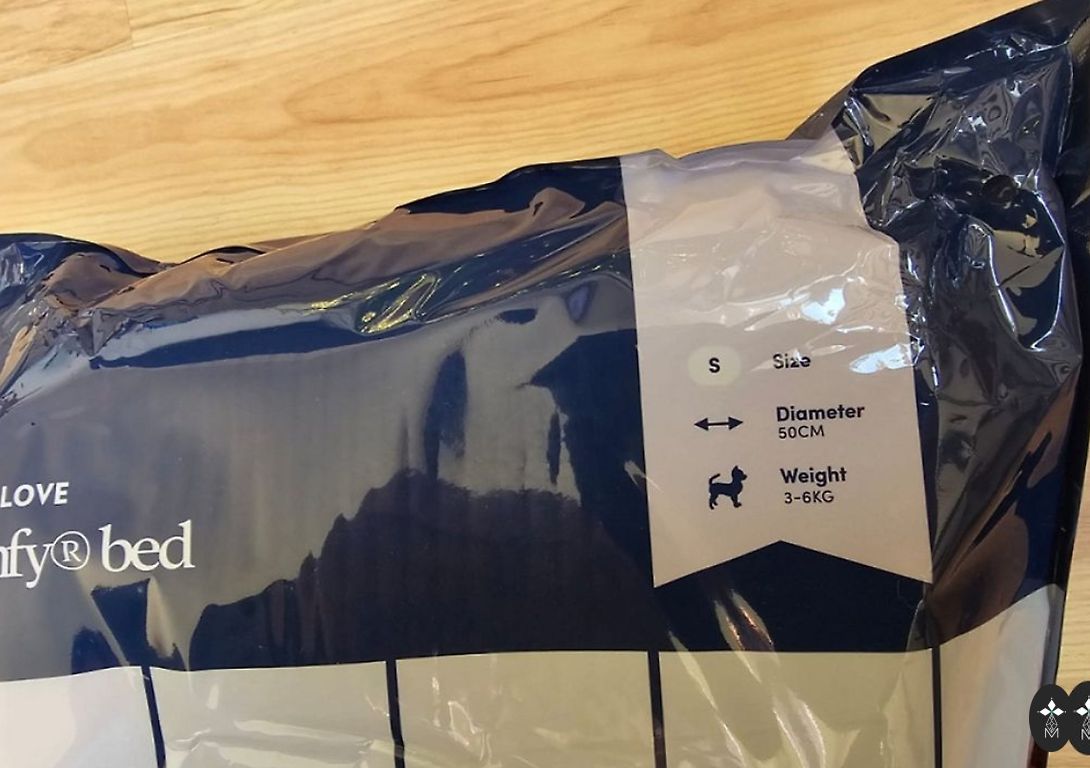 S Size
Diameter
50CM
Weight
3-6KG
LOVE
nfy® bed
M M